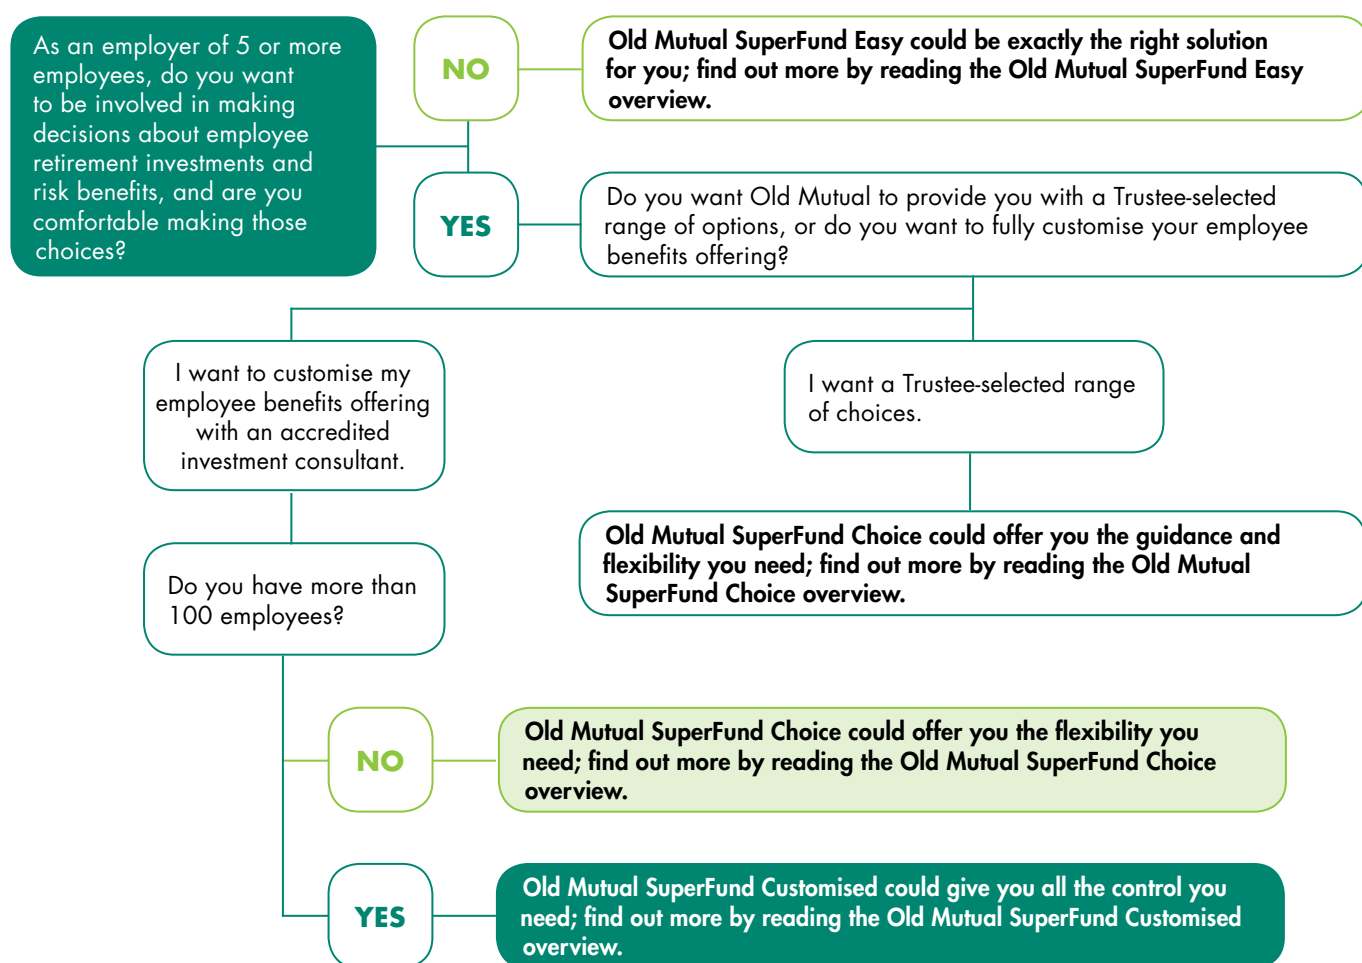 As an employer of 5 or more
employees, do you want
to be involved in making
decisions about employee
retirement investments and
risk benefits, and are you
comfortable making those
choices?
NO
Old Mutual SuperFund Easy could be exactly the right solution
for you; find out more by reading the Old Mutual SuperFund Easy
overview.
YES
Do you want Old Mutual to provide you with a Trustee-selected
range of options, or do you want to fully customise your employee
benefits offering?
I want to customise my
employee benefits offering
with an accredited
investment consultant.
I want a Trustee-selected range
of choices.
Old Mutual SuperFund Choice could offer you the guidance and
flexibility you need; find out more by reading the Old Mutual
SuperFund Choice overview.
Do you have more than
100 employees?
NO
Old Mutual SuperFund Choice could offer you the flexibility you
need; find out more by reading the Old Mutual SuperFund Choice
overview.
YES
Old Mutual SuperFund Customised could give you all the control you
need; find out more by reading the Old Mutual SuperFund Customised
overview.